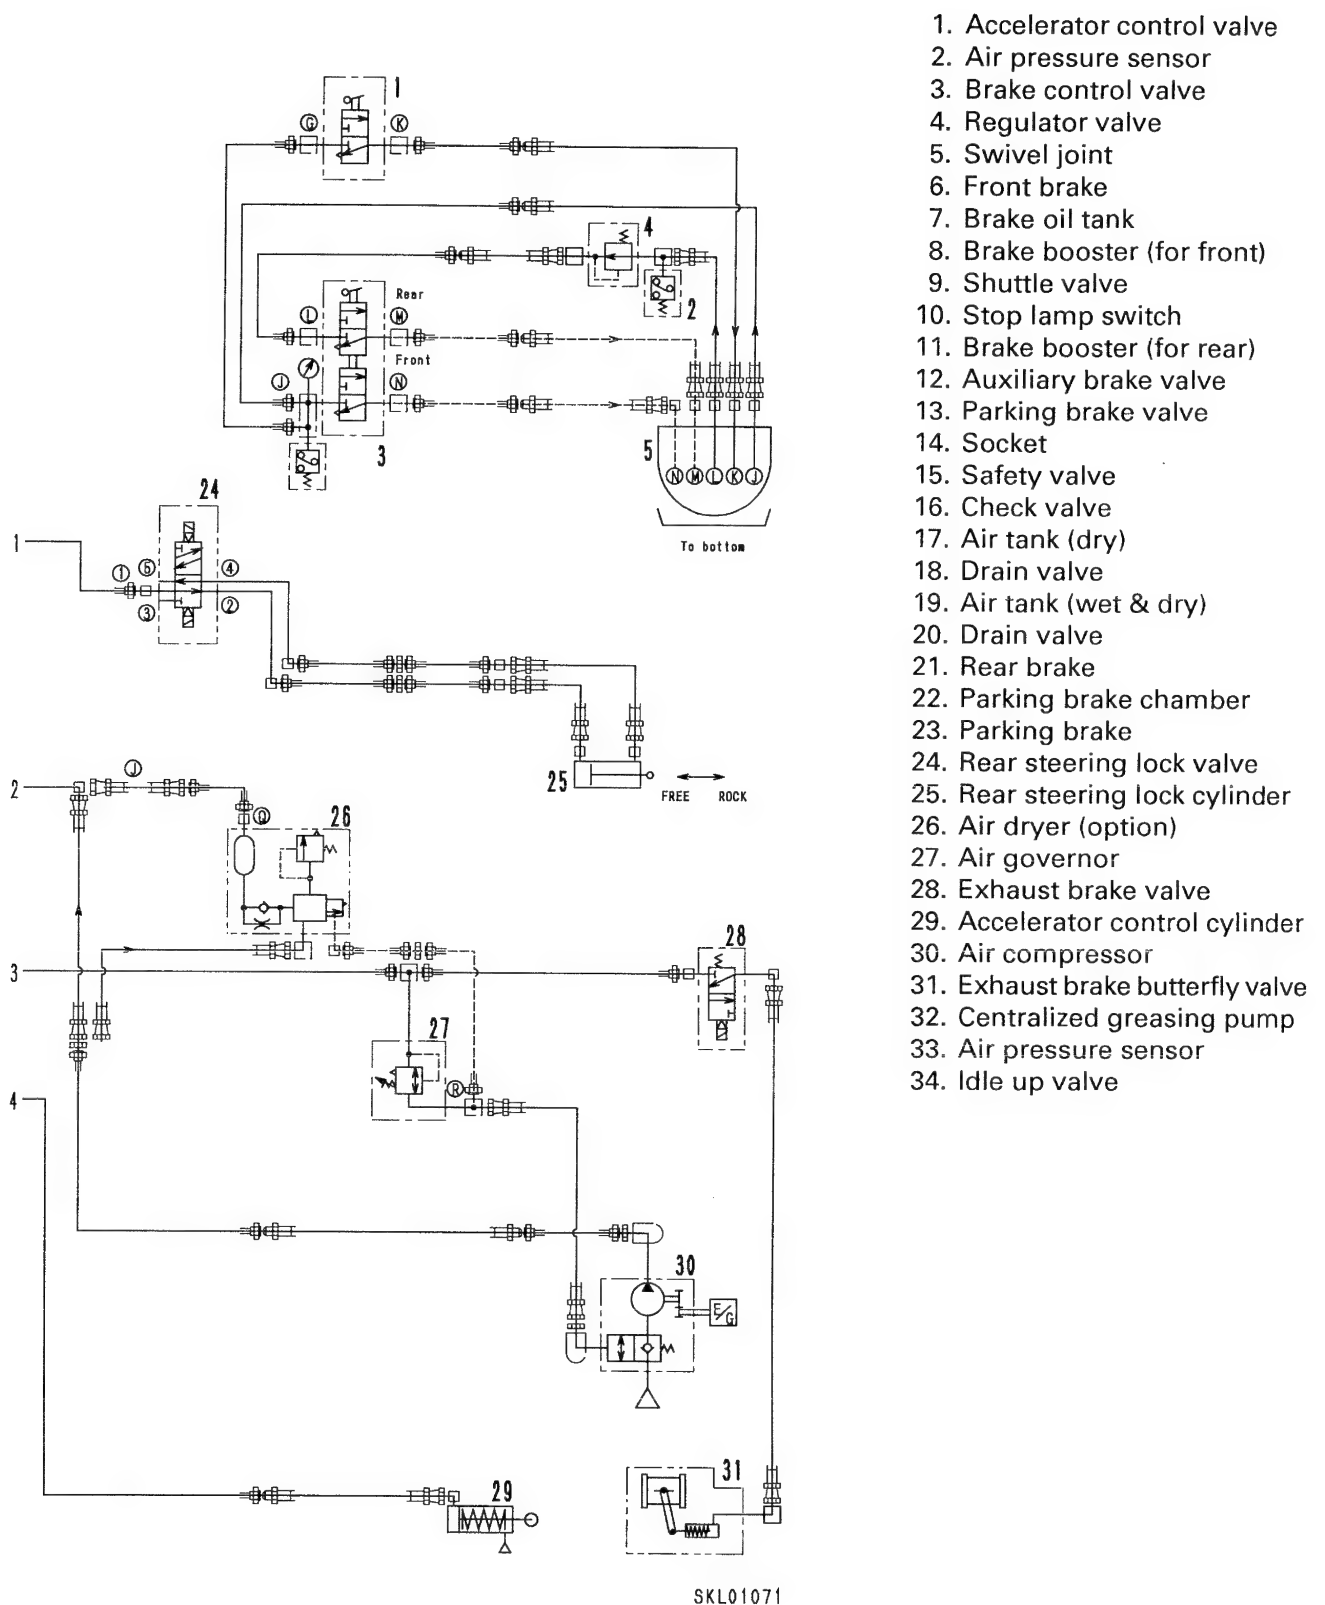 1. Accelerator control valve
2. Air pressure sensor
3. Brake control valve
4. Regulator valve
5. Swivel joint
6. Front brake
7. Brake oil tank
8. Brake booster (for front)
9. Shuttle valve
10. Stop lamp switch
11. Brake booster (for rear)
12. Auxiliary brake valve
13. Parking brake valve
14. Socket
15. Safety valve
16. Check valve
17. Air tank (dry)
18. Drain valve
19. Air tank (wet & dry)
20. Drain valve
21. Rear brake
22. Parking brake chamber
23. Parking brake
24. Rear steering lock valve
25. Rear steering lock cylinder
26. Air dryer (option)
27. Air governor
28. Exhaust brake valve
29. Accelerator control cylinder
30. Air compressor
31. Exhaust brake butterfly valve
32. Centralized greasing pump
33. Air pressure sensor
34. Idle up valve
1
G K
4
Rear
L M
2
Front
J N
3
5
N M L K J
To bottom
24
1
1 5 4
3 2
25
FREE ROCK
2
J
Q 26
3
28
27
R
4
30
E/G
29
31
SKL01071